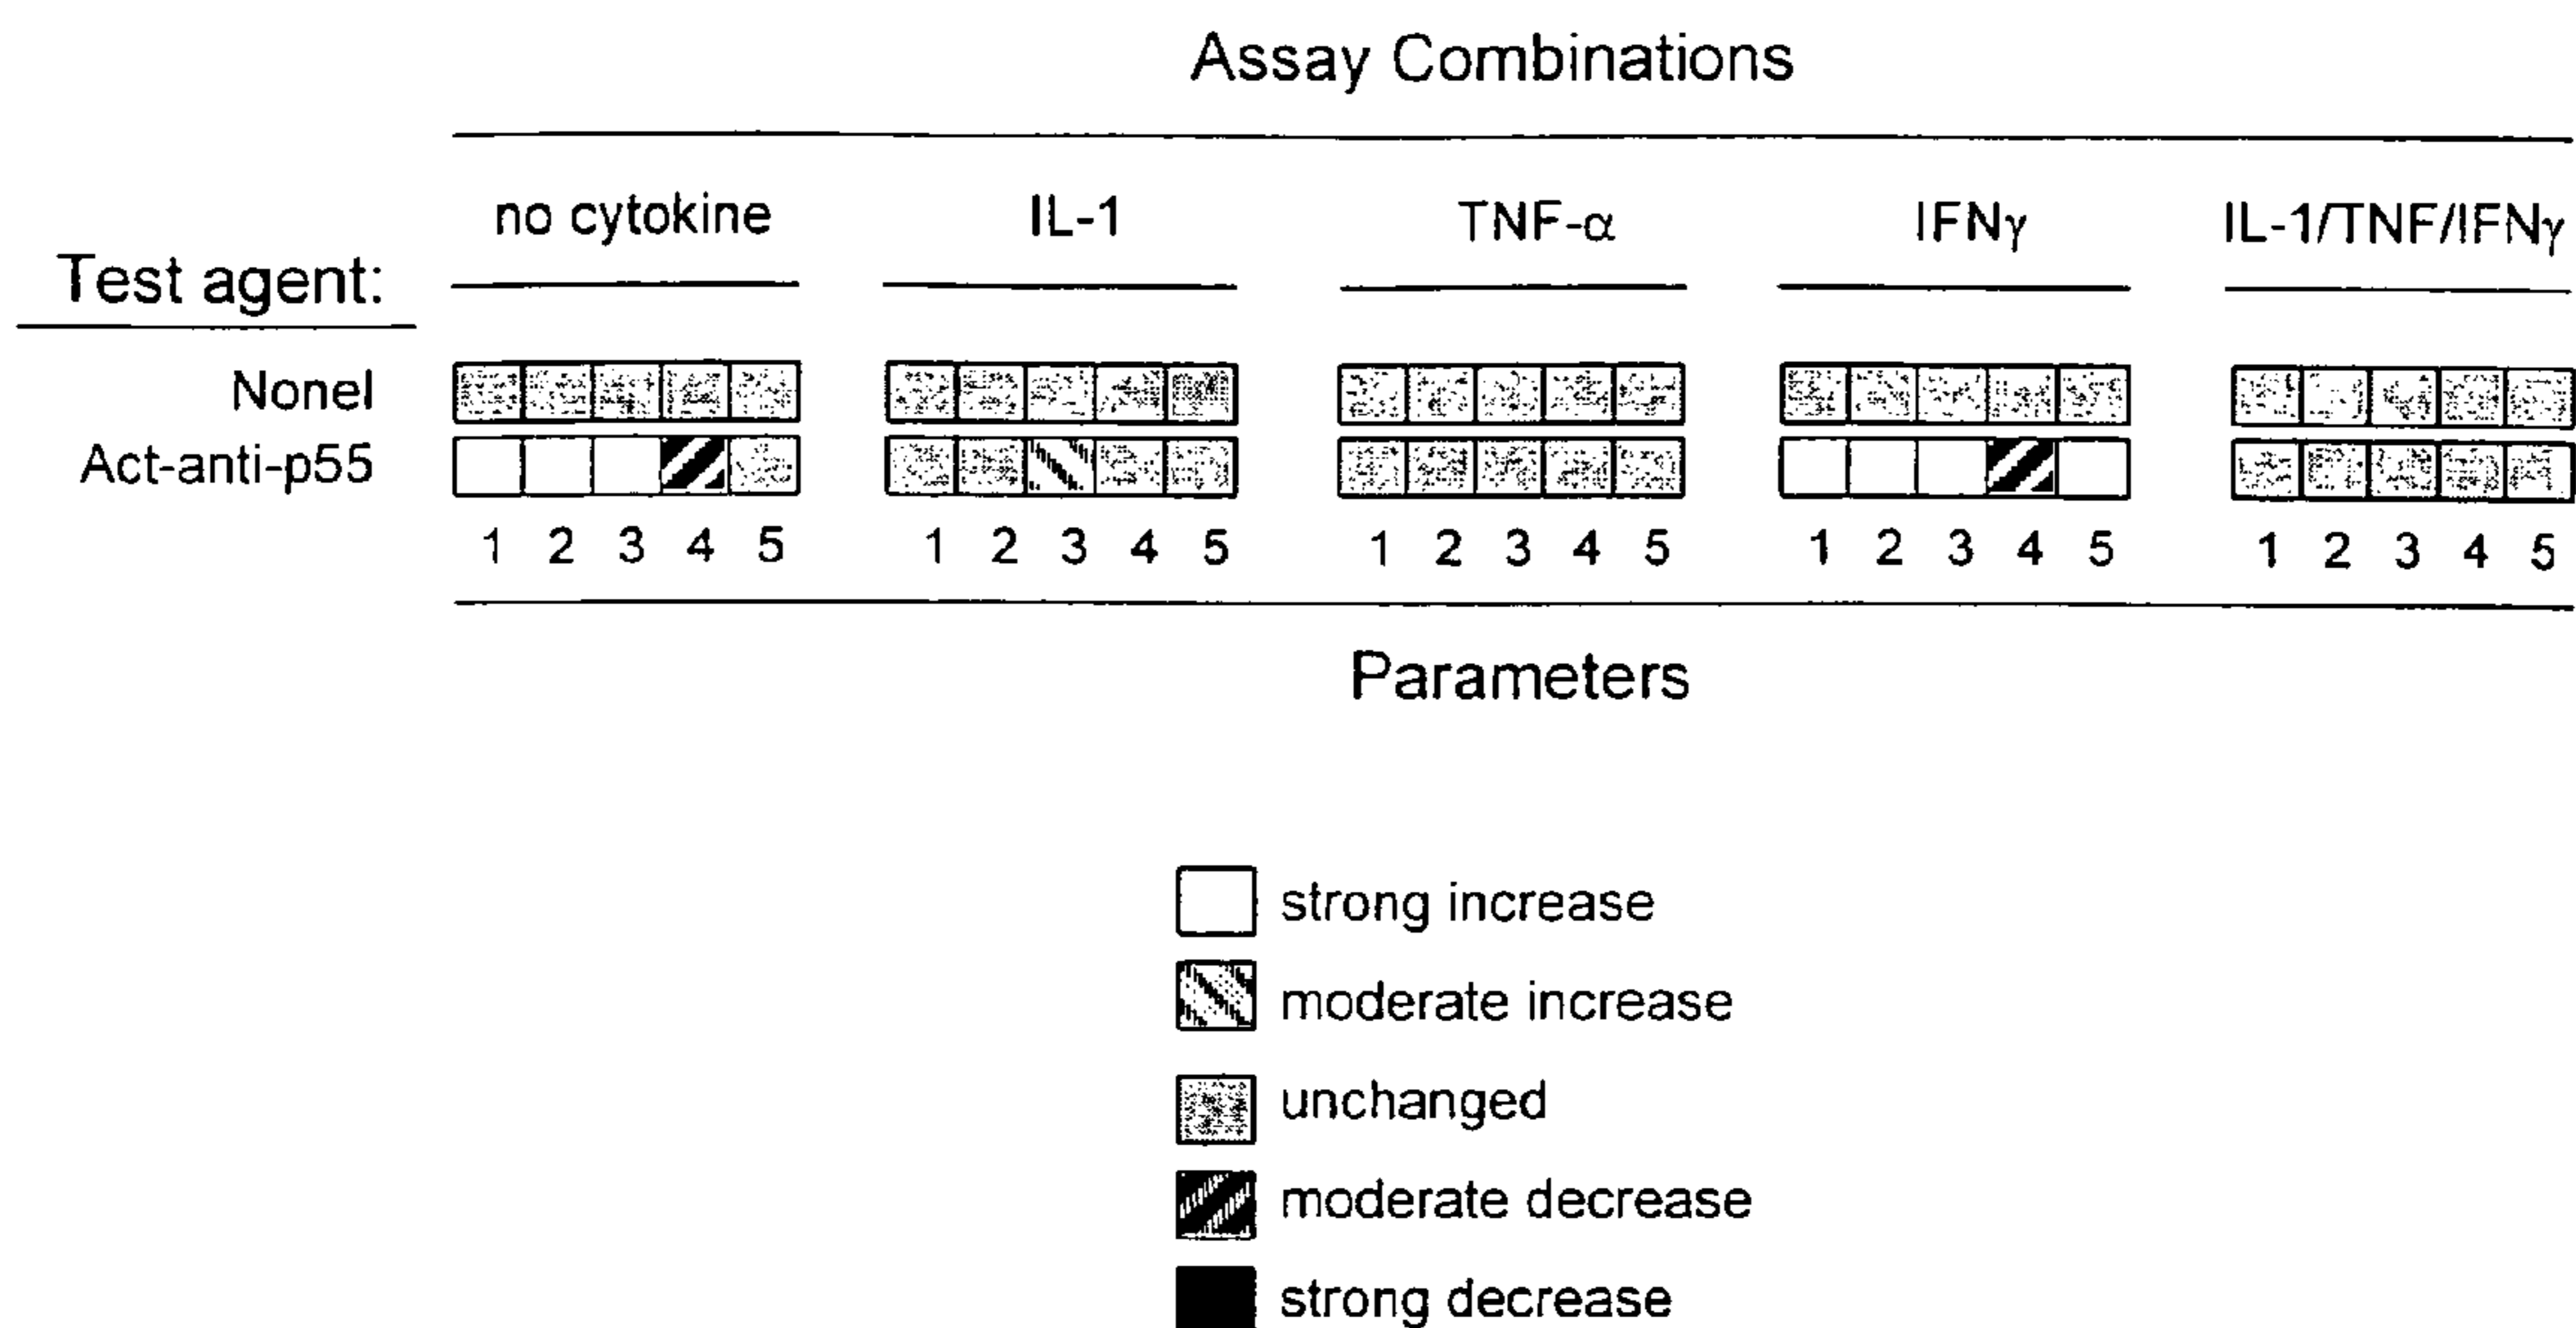 Assay Combinations
no cytokine IL-1 TNF-α IFNγ IL-1/TNF/IFNγ
Test agent:
Nonel
Act-anti-p55
1 2 3 4 5 1 2 3 4 5 1 2 3 4 5 1 2 3 4 5 1 2 3 4 5
Parameters
strong increase
moderate increase
unchanged
moderate decrease
strong decrease